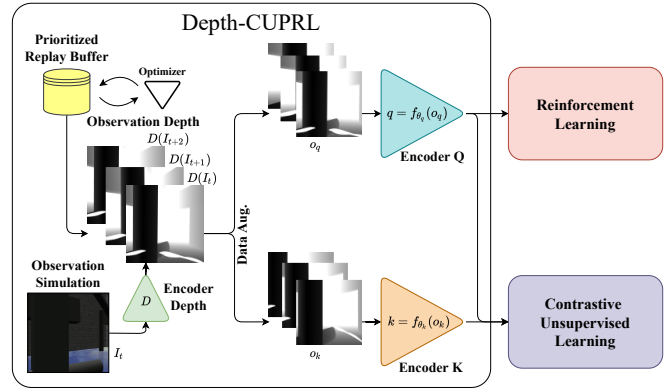 Depth-CUPRL
Prioritized
Replay Buffer
Optimizer
Observation Depth
D(I_{t+2})
D(I_{t+1})
D(I_t)
Observation
Simulation
I_t
D
Encoder
Depth
Data Aug.
o_q
q = f_{θ_q}(o_q)
Encoder Q
o_k
k = f_{θ_k}(o_k)
Encoder K
Reinforcement
Learning
Contrastive
Unsupervised
Learning